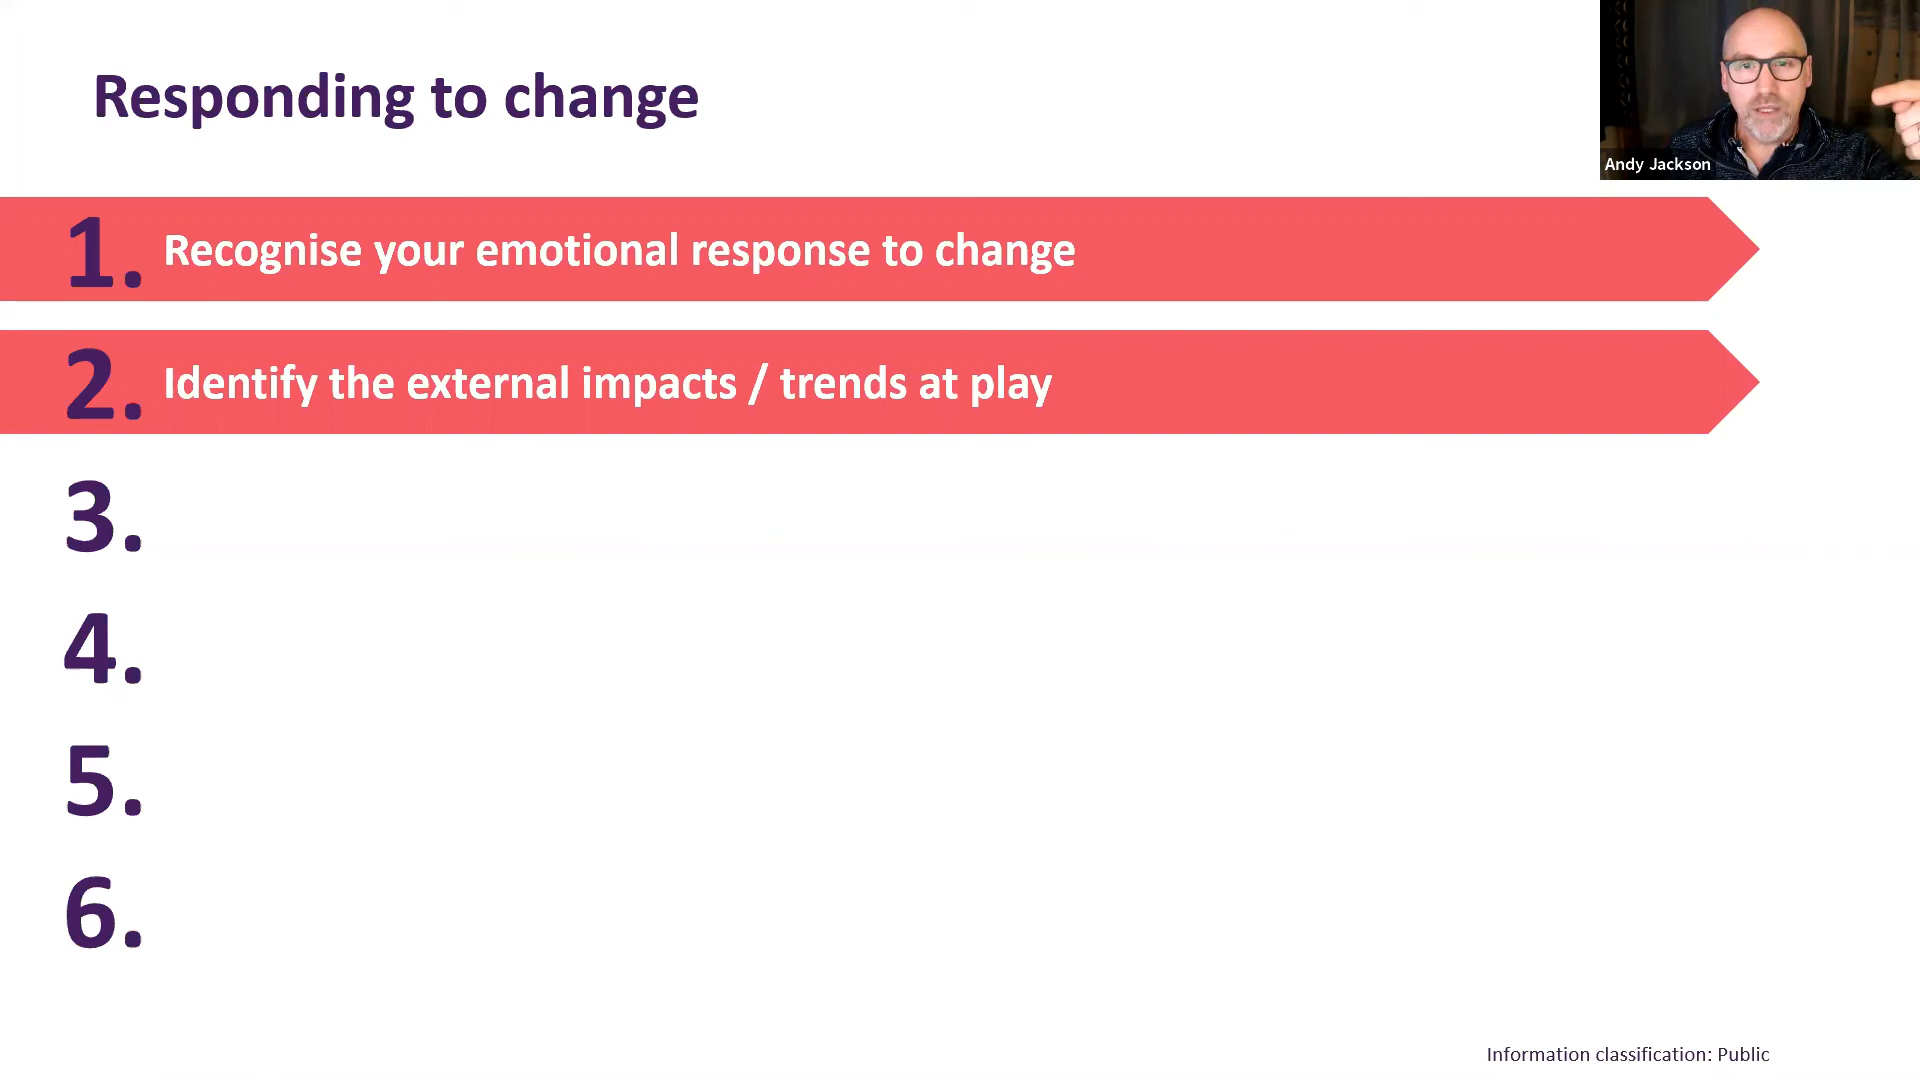 Responding to change
Andy Jackson
1. Recognise your emotional response to change
2. Identify the external impacts / trends at play
3.
4.
5.
6.
Information classification: Public